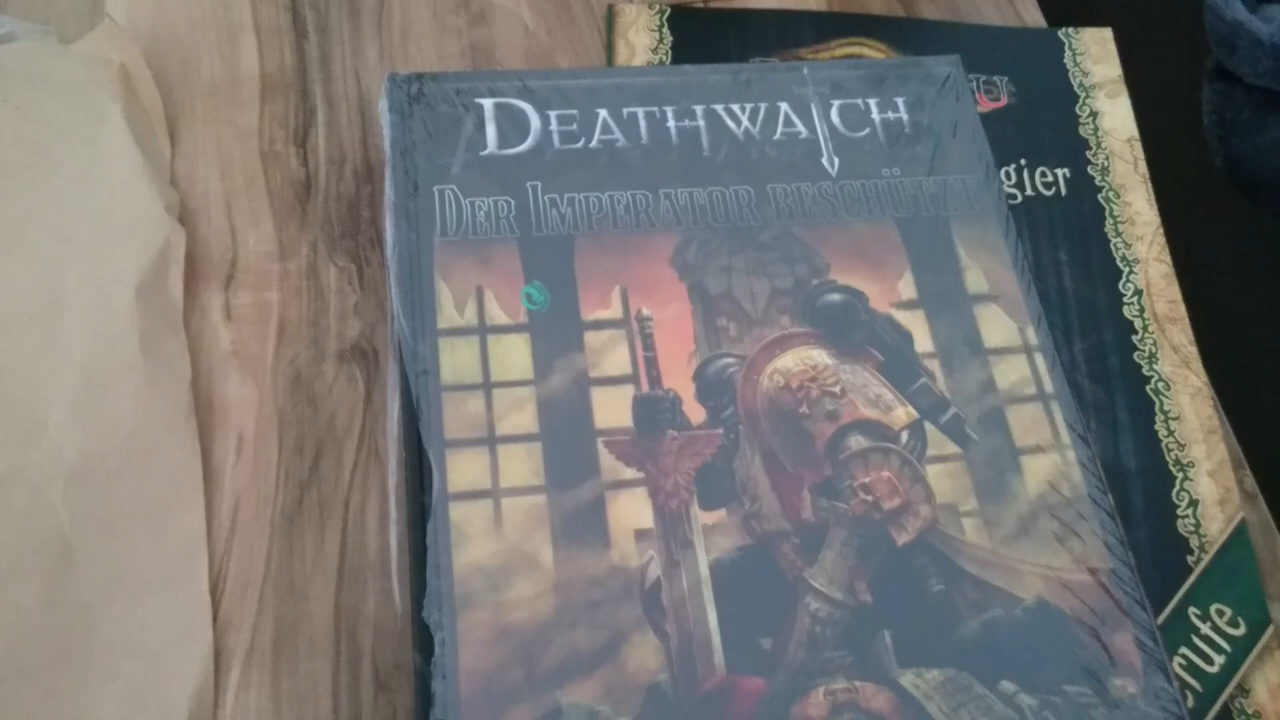 DEATHWATCH
DER IMPERATOR BESCHÜTZT
U
gier
rufe